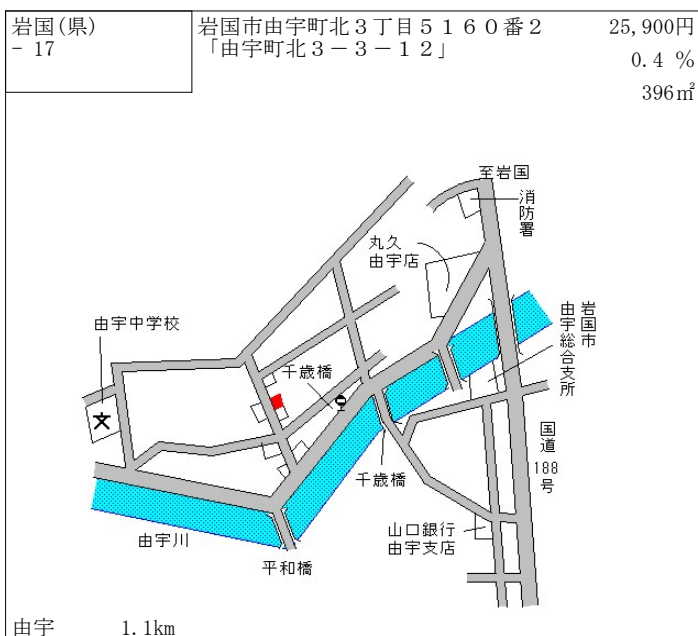 岩国(県)
- 17
岩国市由宇町北３丁目５１６０番２
「由宇町北３－３－１２」
25,900円
0.4 %
396㎡
至岩国
消防署
丸久
由宇店
岩国市
由宇総合支所
由宇中学校
千歳橋
文
国道
188
号
千歳橋
山口銀行
由宇支店
由宇川
平和橋
由宇 1.1km